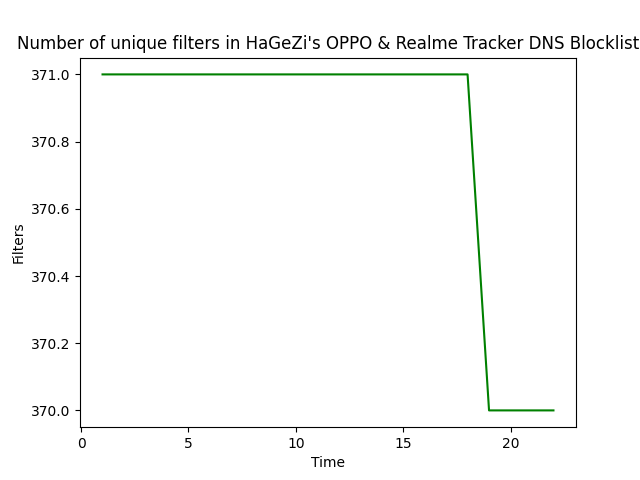 Number of unique filters in HaGeZi's OPPO & Realme Tracker DNS Blocklist
371.0
370.8
370.6
370.4
370.2
370.0
Filters
0 5 10 15 20
Time